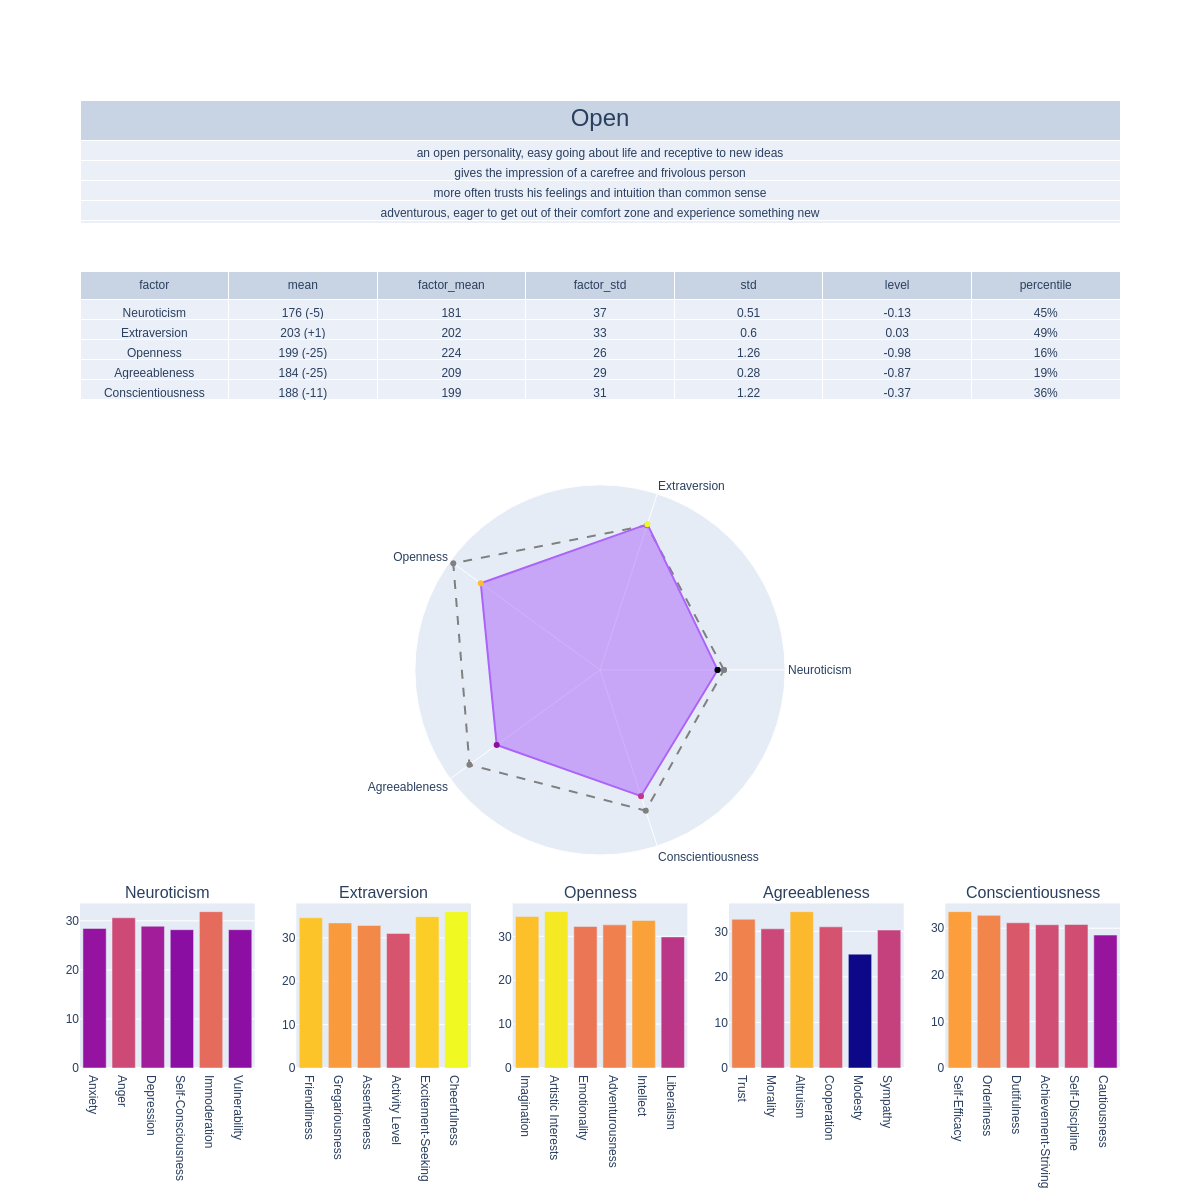 Open
an open personality, easy going about life and receptive to new ideas
gives the impression of a carefree and frivolous person
more often trusts his feelings and intuition than common sense
adventurous, eager to get out of their comfort zone and experience something new
factor mean factor_mean factor_std std level percentile
Neuroticism 176 (-5) 181 37 0.51 -0.13 45%
Extraversion 203 (+1) 202 33 0.6 0.03 49%
Openness 199 (-25) 224 26 1.26 -0.98 16%
Agreeableness 184 (-25) 209 29 0.28 -0.87 19%
Conscientiousness 188 (-11) 199 31 1.22 -0.37 36%
Extraversion
Openness
Neuroticism
Agreeableness
Conscientiousness
Neuroticism
30
20
10
0
Anxiety
Anger
Depression
Self-Consciousness
Immoderation
Vulnerability
Extraversion
30
20
10
0
Friendliness
Gregariousness
Assertiveness
Activity Level
Excitement-Seeking
Cheerfulness
Openness
30
20
10
0
Imagination
Artistic Interests
Emotionality
Adventurousness
Intellect
Liberalism
Agreeableness
30
20
10
0
Trust
Morality
Altruism
Cooperation
Modesty
Sympathy
Conscientiousness
30
20
10
0
Self-Efficacy
Orderliness
Dutifulness
Achievement-Striving
Self-Discipline
Cautiousness